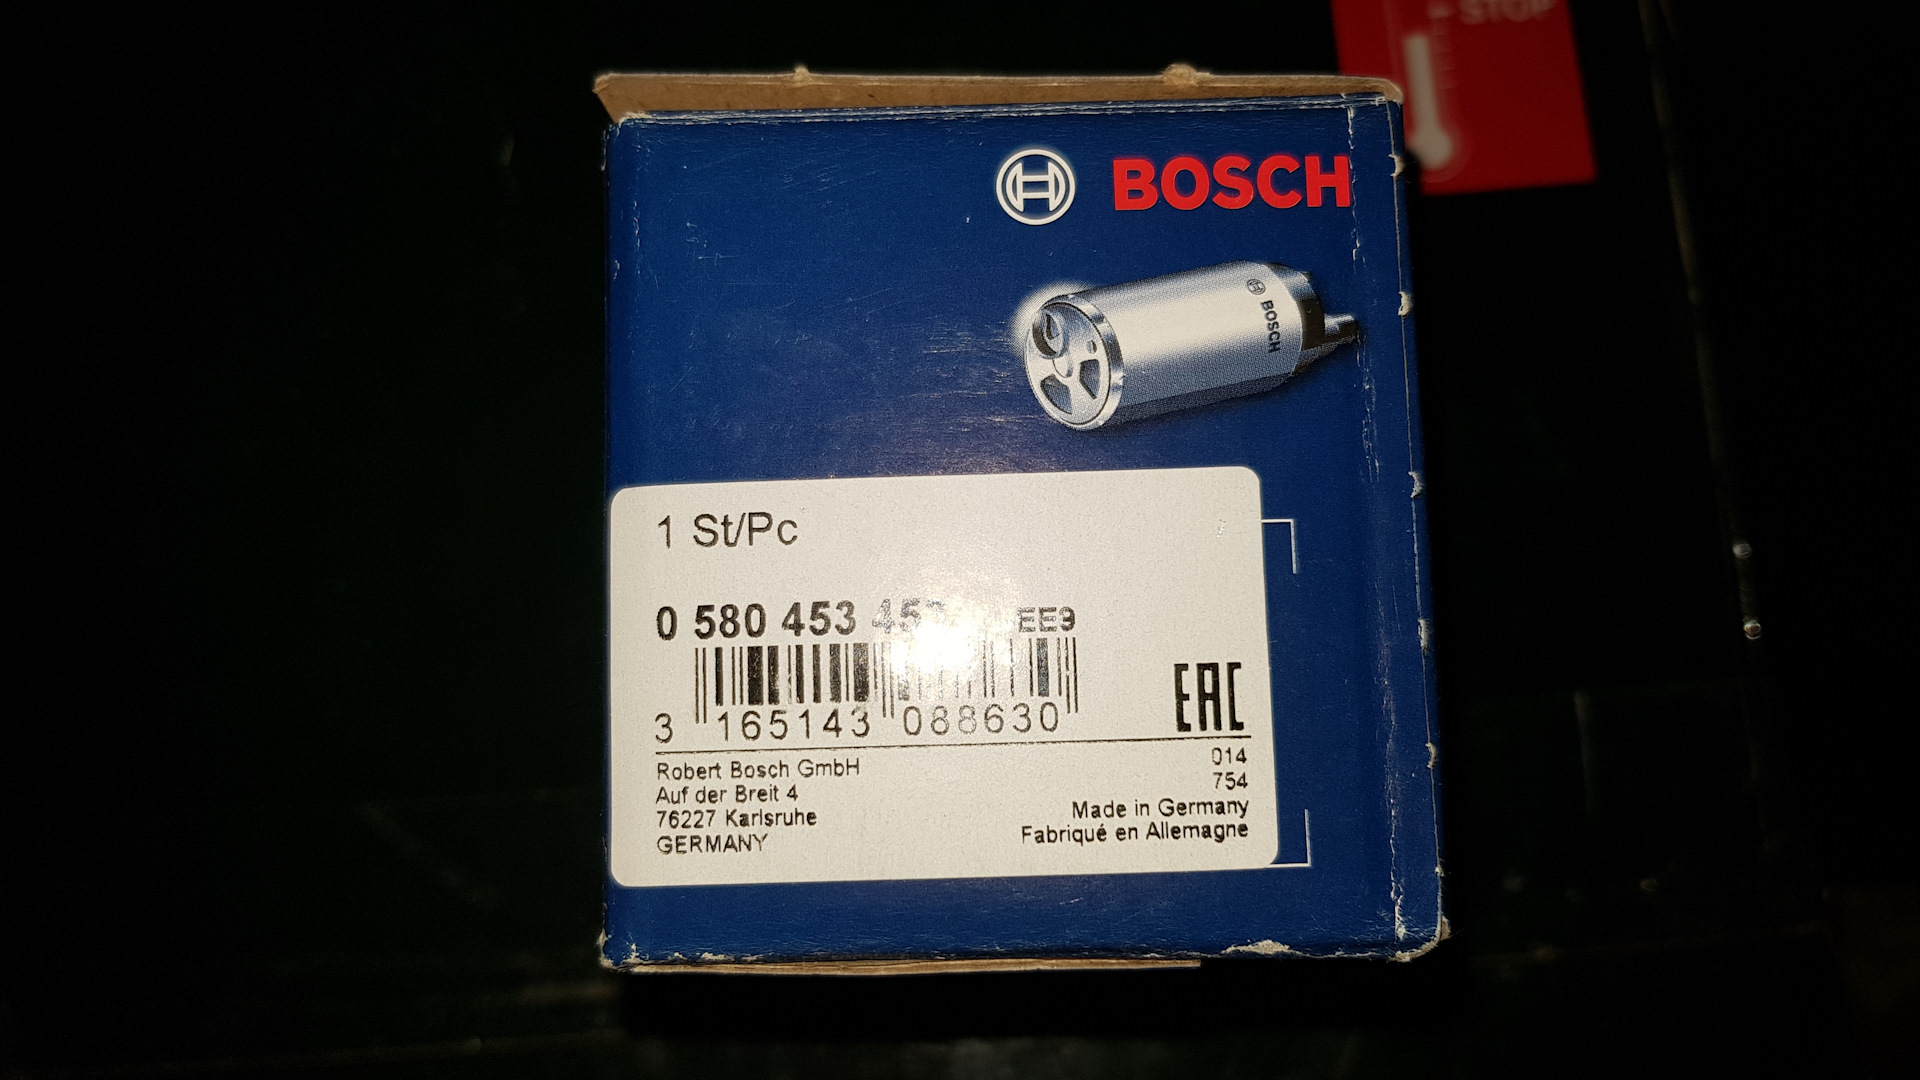 STOP
BOSCH
BOSCH
1 St/Pc
0 580 453 EE9
3 165143 088630
EAC
014
754
Robert Bosch GmbH
Auf der Breit 4
76227 Karlsruhe
GERMANY
Made in Germany
Fabriqué en Allemagne